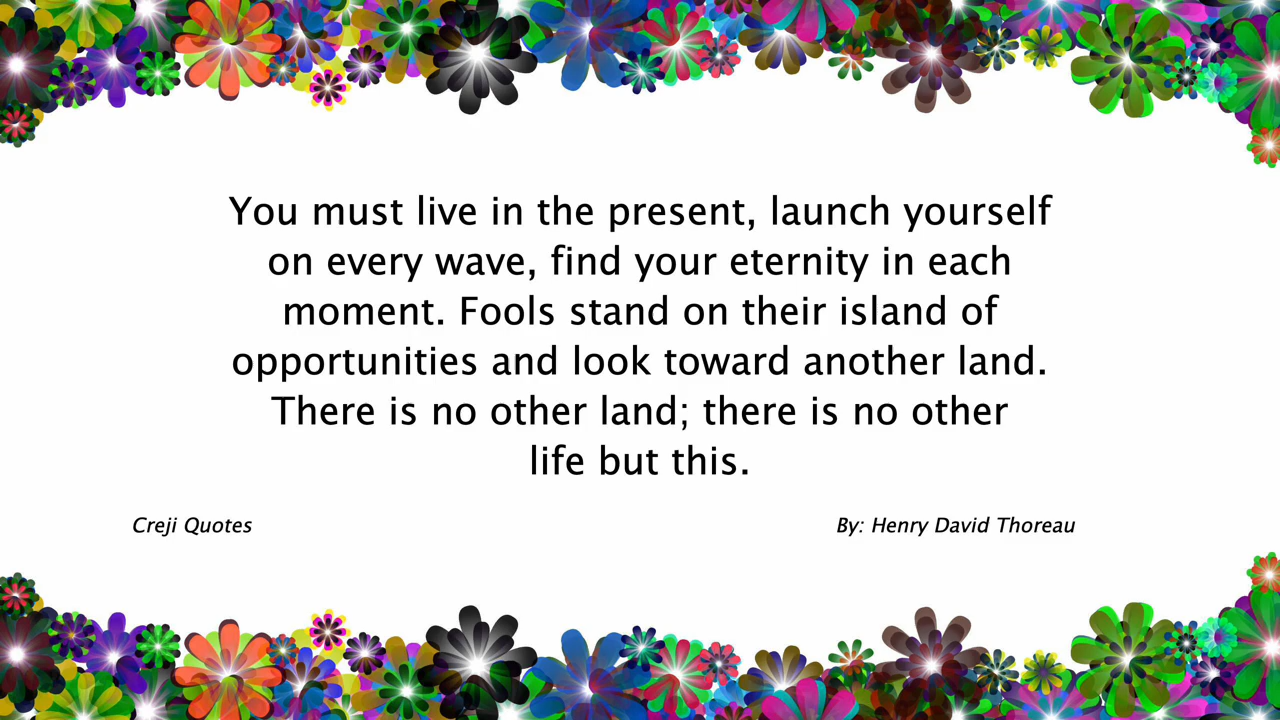 You must live in the present, launch yourself
on every wave, find your eternity in each
moment. Fools stand on their island of
opportunities and look toward another land.
There is no other land; there is no other
life but this.
Creji Quotes
By: Henry David Thoreau